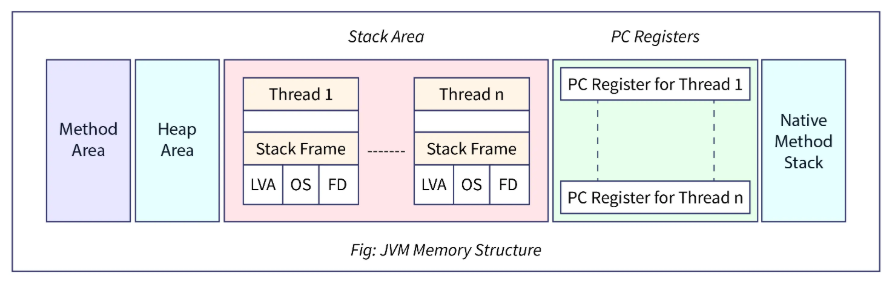 Stack Area
PC Registers
Method
Area
Heap
Area
Thread 1
Stack Frame
LVA OS FD
-------
Thread n
Stack Frame
LVA OS FD
PC Register for Thread 1
PC Register for Thread n
Native
Method
Stack
Fig: JVM Memory Structure